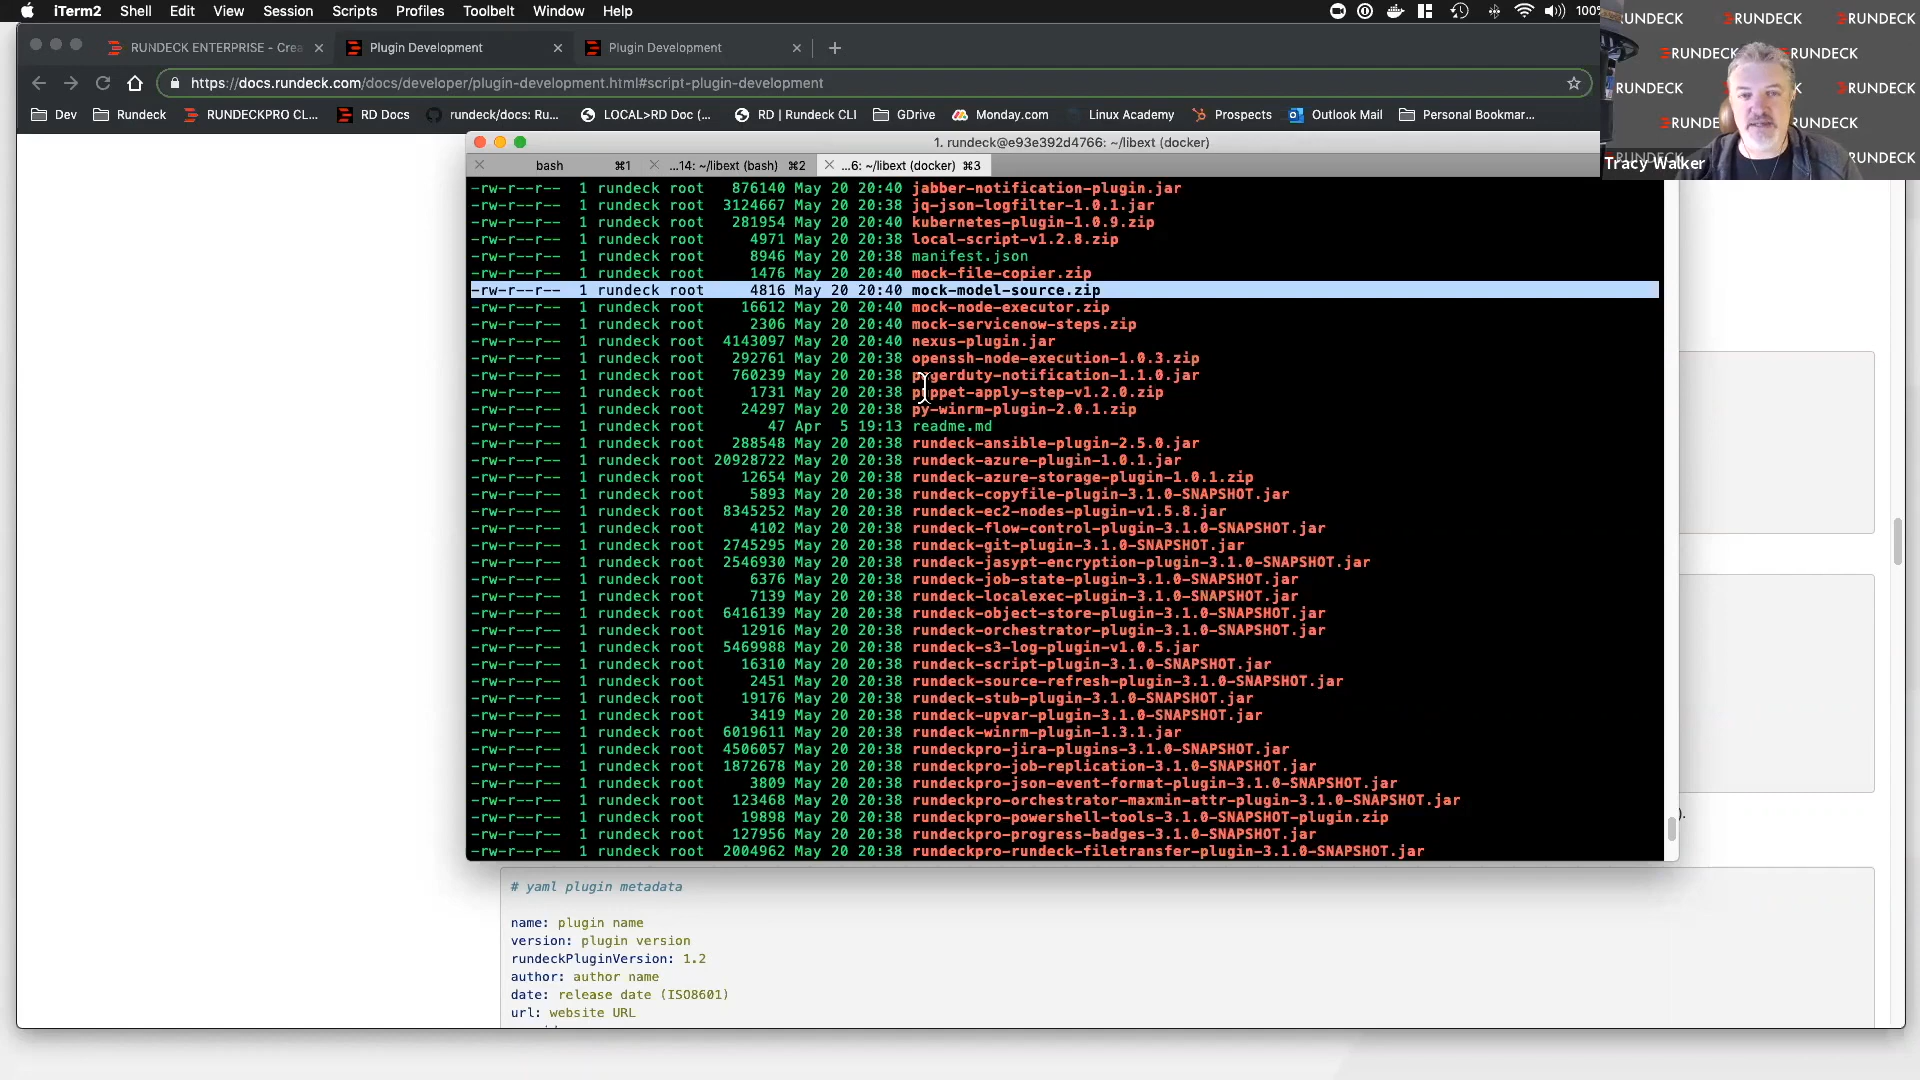 iTerm2 Shell Edit View Session Scripts Profiles Toolbelt Window Help 100%
RUNDECK ENTERPRISE - Crea
Plugin Development
Plugin Development
https://docs.rundeck.com/docs/developer/plugin-development.html#script-plugin-development
Dev Rundeck RUNDECKPRO CL... RD Docs rundeck/docs: Ru... LOCAL>RD Doc (... RD | Rundeck CLI GDrive Monday.com Linux Academy Prospects Outlook Mail Personal Bookmar...
RUNDECK RUNDECK RUNDECK
RUNDECK RUNDECK
RUNDECK RUNDECK
RUNDE RUNDECK
RUNDECK
Tracy Walker
1. rundeck@e93e392d4766: ~/libext (docker)
bash ⌘1 ...14: ~/libext (bash) ⌘2 ...6: ~/libext (docker) ⌘3
-rw-r--r-- 1 rundeck root 876140 May 20 20:40 jabber-notification-plugin.jar
-rw-r--r-- 1 rundeck root 3124667 May 20 20:38 jq-json-logfilter-1.0.1.jar
-rw-r--r-- 1 rundeck root 281954 May 20 20:40 kubernetes-plugin-1.0.9.zip
-rw-r--r-- 1 rundeck root 4971 May 20 20:38 local-script-v1.2.8.zip
-rw-r--r-- 1 rundeck root 8946 May 20 20:38 manifest.json
-rw-r--r-- 1 rundeck root 1476 May 20 20:40 mock-file-copier.zip
-rw-r--r-- 1 rundeck root 4816 May 20 20:40 mock-model-source.zip
-rw-r--r-- 1 rundeck root 16612 May 20 20:40 mock-node-executor.zip
-rw-r--r-- 1 rundeck root 2306 May 20 20:40 mock-servicenow-steps.zip
-rw-r--r-- 1 rundeck root 4143097 May 20 20:40 nexus-plugin.jar
-rw-r--r-- 1 rundeck root 292761 May 20 20:38 openssh-node-execution-1.0.3.zip
-rw-r--r-- 1 rundeck root 760239 May 20 20:38 pagerduty-notification-1.1.0.jar
-rw-r--r-- 1 rundeck root 1731 May 20 20:38 puppet-apply-step-v1.2.0.zip
-rw-r--r-- 1 rundeck root 24297 May 20 20:38 py-winrm-plugin-2.0.1.zip
-rw-r--r-- 1 rundeck root 47 Apr 5 19:13 readme.md
-rw-r--r-- 1 rundeck root 288548 May 20 20:38 rundeck-ansible-plugin-2.5.0.jar
-rw-r--r-- 1 rundeck root 20928722 May 20 20:38 rundeck-azure-plugin-1.0.1.jar
-rw-r--r-- 1 rundeck root 12654 May 20 20:38 rundeck-azure-storage-plugin-1.0.1.zip
-rw-r--r-- 1 rundeck root 5893 May 20 20:38 rundeck-copyfile-plugin-3.1.0-SNAPSHOT.jar
-rw-r--r-- 1 rundeck root 8345252 May 20 20:38 rundeck-ec2-nodes-plugin-v1.5.8.jar
-rw-r--r-- 1 rundeck root 4102 May 20 20:38 rundeck-flow-control-plugin-3.1.0-SNAPSHOT.jar
-rw-r--r-- 1 rundeck root 2745295 May 20 20:38 rundeck-git-plugin-3.1.0-SNAPSHOT.jar
-rw-r--r-- 1 rundeck root 2546930 May 20 20:38 rundeck-jasypt-encryption-plugin-3.1.0-SNAPSHOT.jar
-rw-r--r-- 1 rundeck root 6376 May 20 20:38 rundeck-job-state-plugin-3.1.0-SNAPSHOT.jar
-rw-r--r-- 1 rundeck root 7139 May 20 20:38 rundeck-localexec-plugin-3.1.0-SNAPSHOT.jar
-rw-r--r-- 1 rundeck root 6416139 May 20 20:38 rundeck-object-store-plugin-3.1.0-SNAPSHOT.jar
-rw-r--r-- 1 rundeck root 12916 May 20 20:38 rundeck-orchestrator-plugin-3.1.0-SNAPSHOT.jar
-rw-r--r-- 1 rundeck root 5469988 May 20 20:38 rundeck-s3-log-plugin-v1.0.5.jar
-rw-r--r-- 1 rundeck root 16310 May 20 20:38 rundeck-script-plugin-3.1.0-SNAPSHOT.jar
-rw-r--r-- 1 rundeck root 2451 May 20 20:38 rundeck-source-refresh-plugin-3.1.0-SNAPSHOT.jar
-rw-r--r-- 1 rundeck root 19176 May 20 20:38 rundeck-stub-plugin-3.1.0-SNAPSHOT.jar
-rw-r--r-- 1 rundeck root 3419 May 20 20:38 rundeck-upvar-plugin-3.1.0-SNAPSHOT.jar
-rw-r--r-- 1 rundeck root 6019611 May 20 20:38 rundeck-winrm-plugin-1.3.1.jar
-rw-r--r-- 1 rundeck root 4506057 May 20 20:38 rundeckpro-jira-plugins-3.1.0-SNAPSHOT.jar
-rw-r--r-- 1 rundeck root 1872678 May 20 20:38 rundeckpro-job-replication-3.1.0-SNAPSHOT.jar
-rw-r--r-- 1 rundeck root 3809 May 20 20:38 rundeckpro-json-event-format-plugin-3.1.0-SNAPSHOT.jar
-rw-r--r-- 1 rundeck root 123468 May 20 20:38 rundeckpro-orchestrator-maxmin-attr-plugin-3.1.0-SNAPSHOT.jar
-rw-r--r-- 1 rundeck root 19898 May 20 20:38 rundeckpro-powershell-tools-3.1.0-SNAPSHOT-plugin.zip
-rw-r--r-- 1 rundeck root 127956 May 20 20:38 rundeckpro-progress-badges-3.1.0-SNAPSHOT.jar
-rw-r--r-- 1 rundeck root 2004962 May 20 20:38 rundeckpro-rundeck-filetransfer-plugin-3.1.0-SNAPSHOT.jar
).
# yaml plugin metadata
name: plugin name
version: plugin version
rundeckPluginVersion: 1.2
author: author name
date: release date (ISO8601)
url: website URL